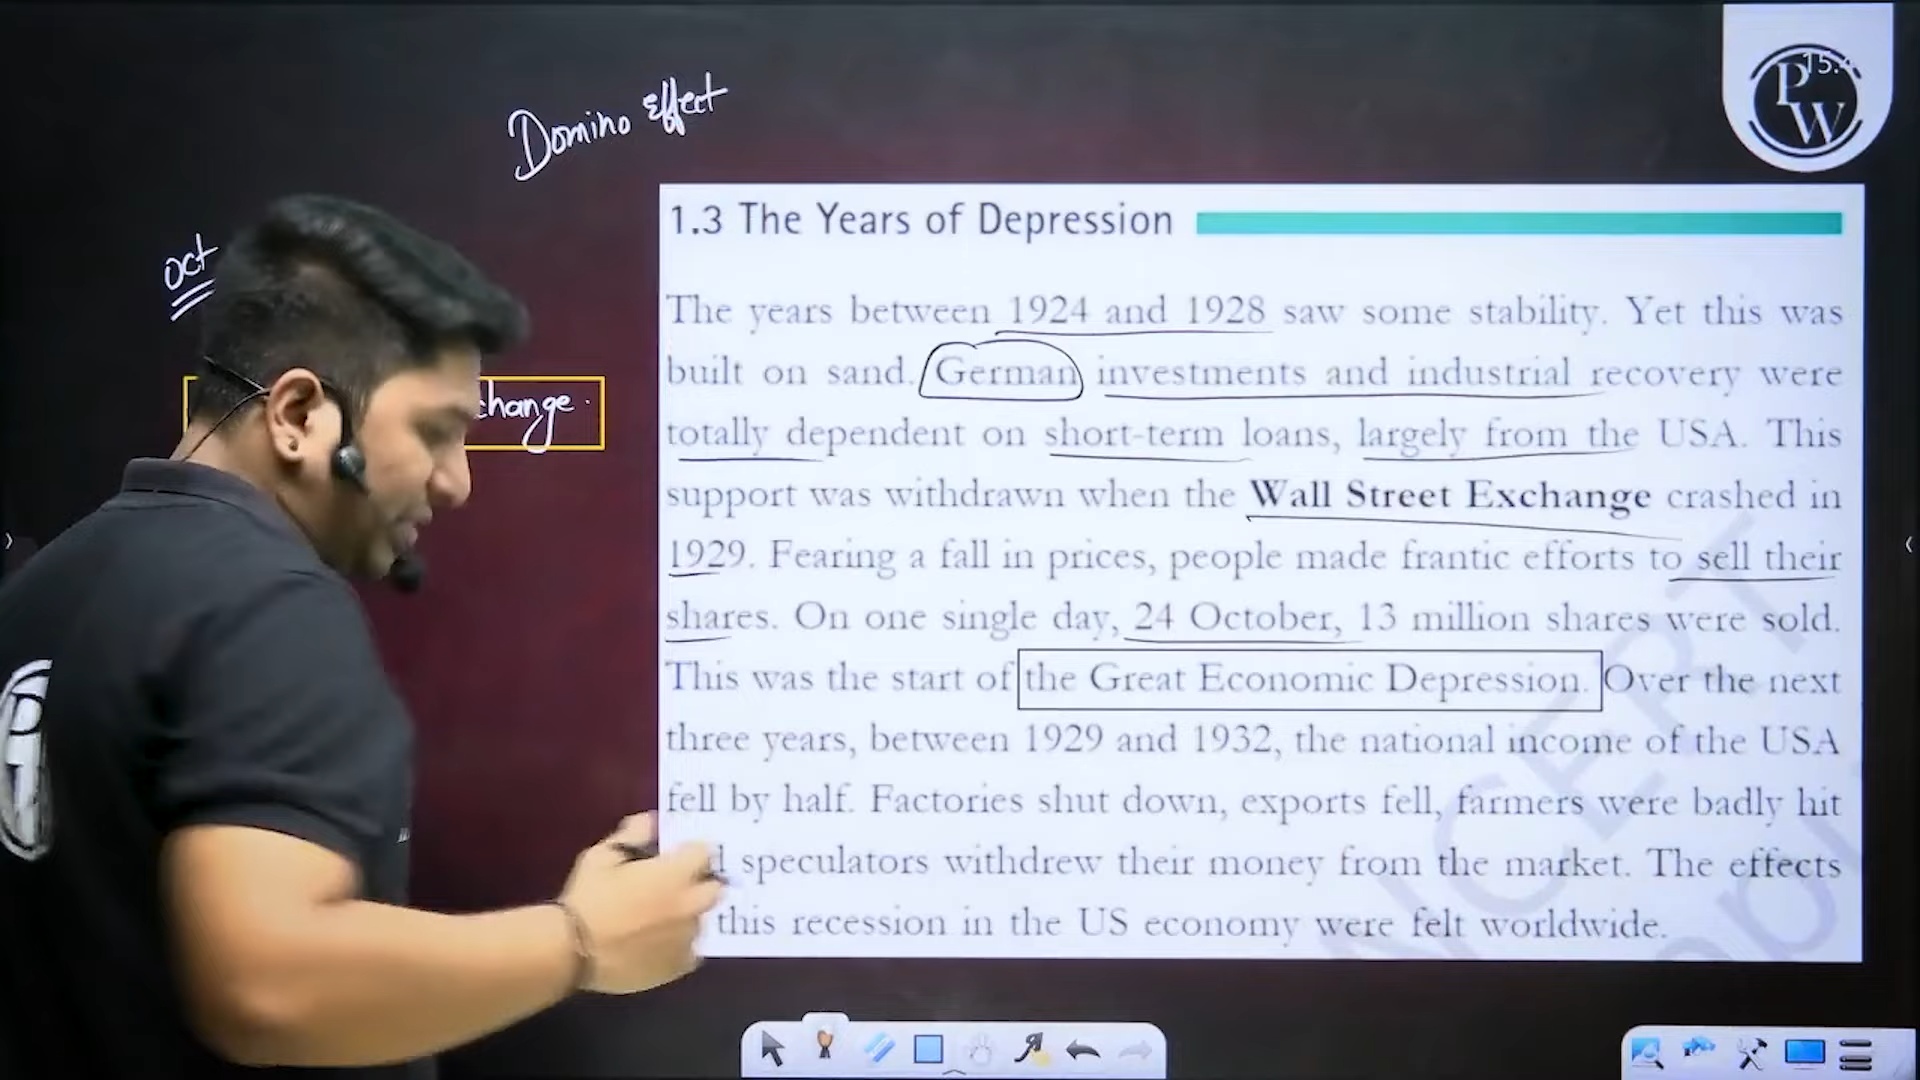 Domino Effect
15.
PW
oct
change.
1.3 The Years of Depression
The years between 1924 and 1928 saw some stability. Yet this was
built on sand. German investments and industrial recovery were
totally dependent on short-term loans, largely from the USA. This
support was withdrawn when the Wall Street Exchange crashed in
1929. Fearing a fall in prices, people made frantic efforts to sell their
shares. On one single day, 24 October, 13 million shares were sold.
This was the start of the Great Economic Depression. Over the next
three years, between 1929 and 1932, the national income of the USA
fell by half. Factories shut down, exports fell, farmers were badly hit
speculators withdrew their money from the market. The effects
this recession in the US economy were felt worldwide.
NCERT